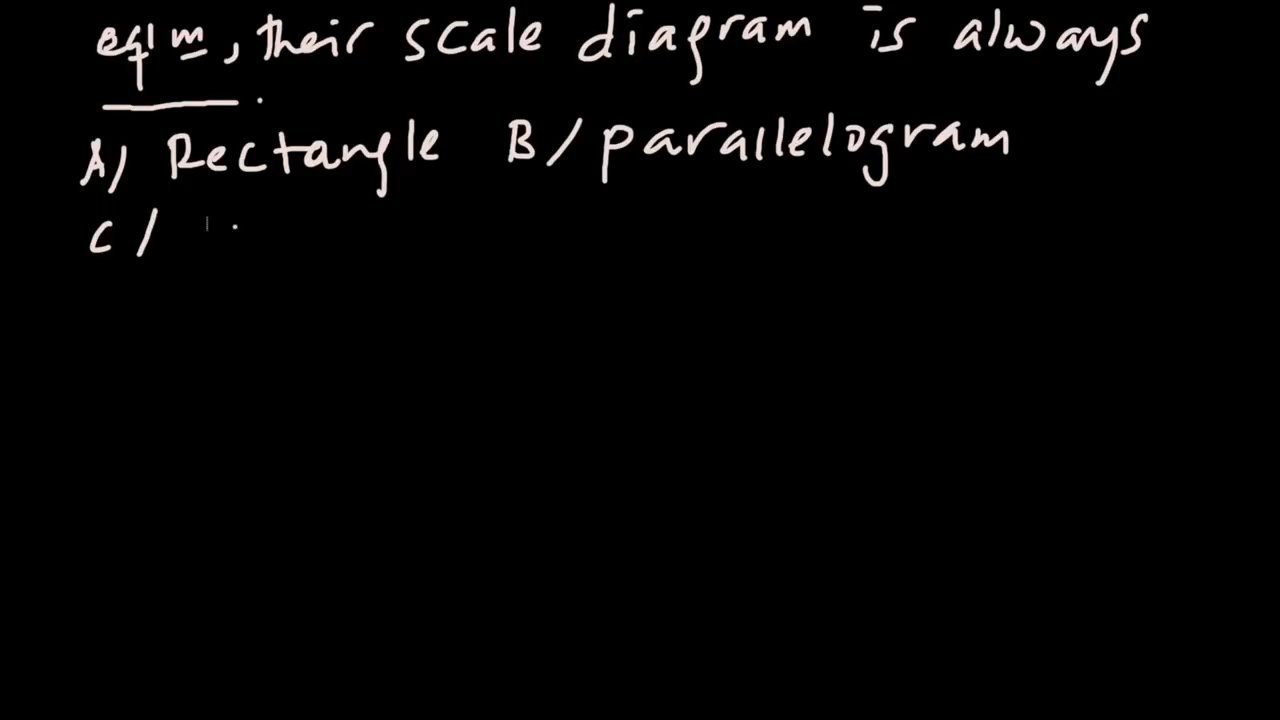 eqlm, their scale diagram is always
A) Rectangle B/ parallelogram
C/